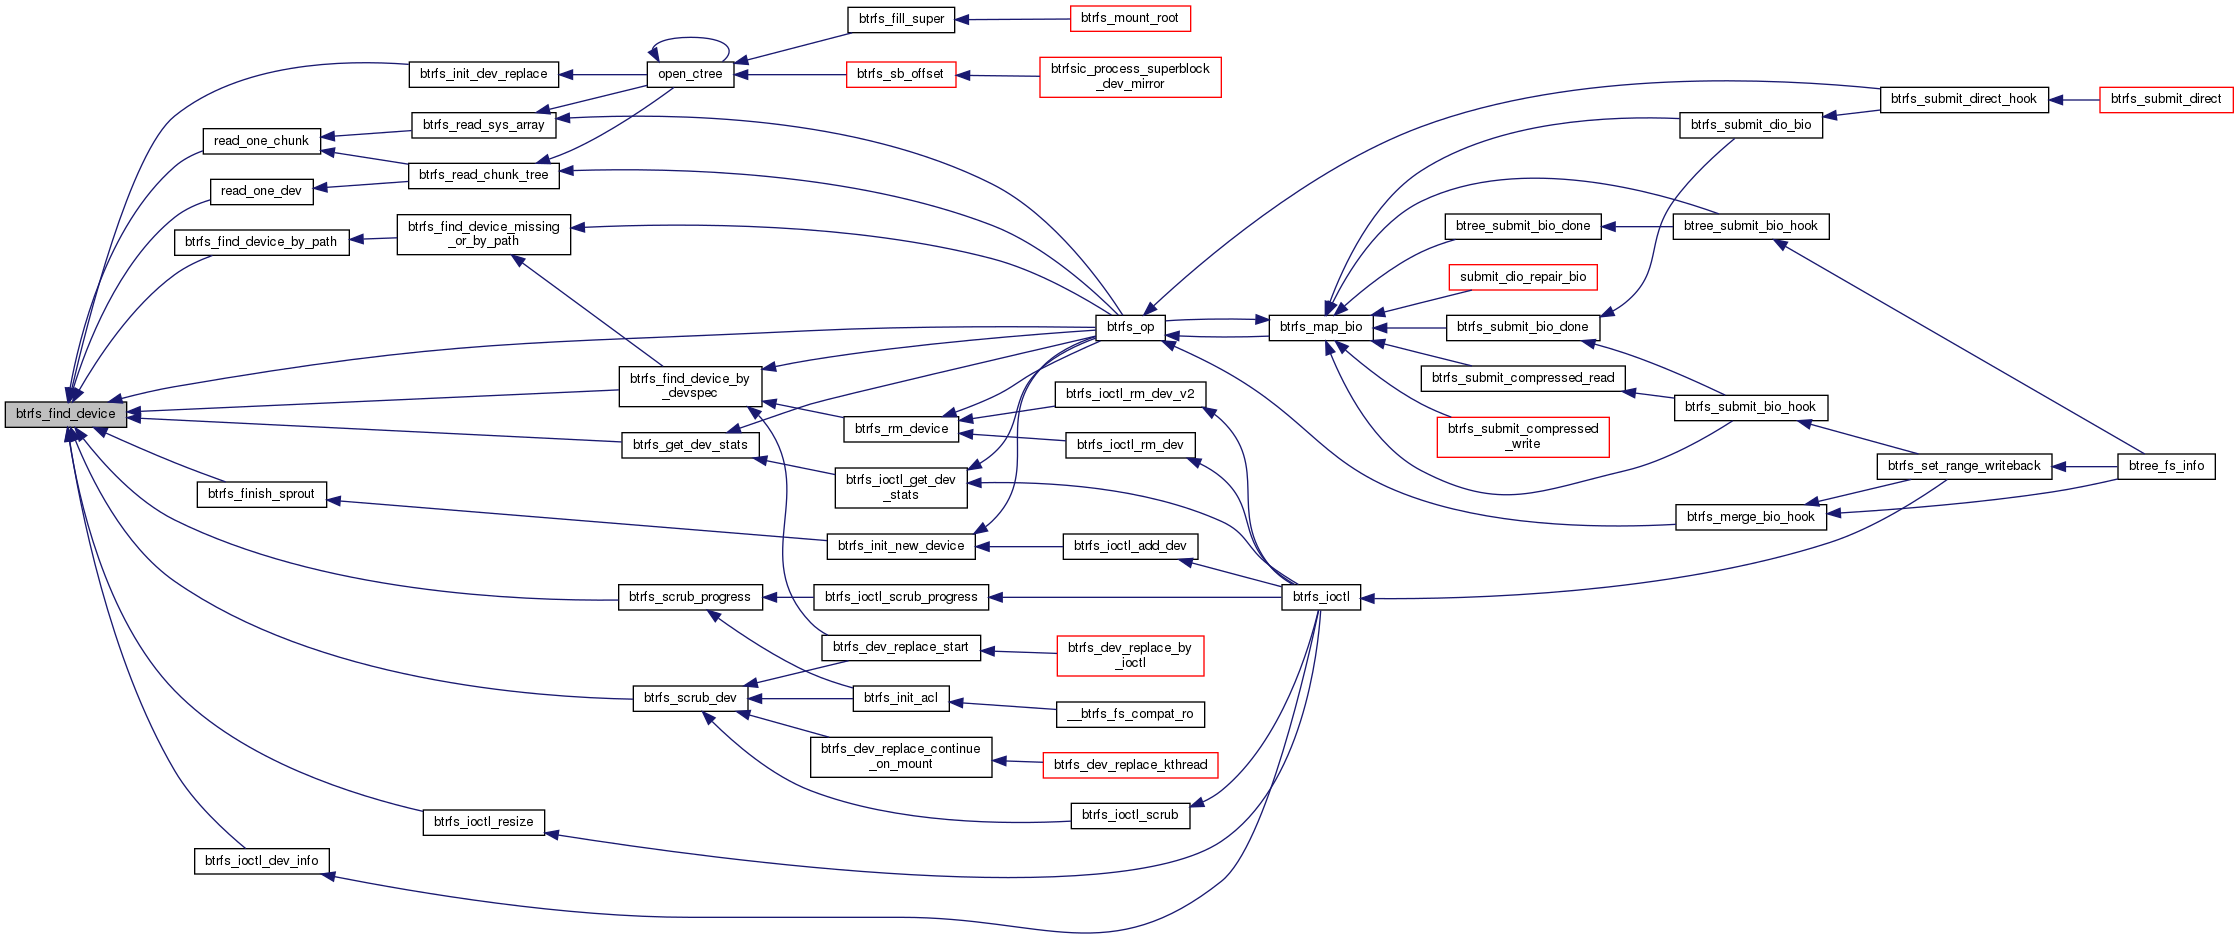 btrfs_fill_super
btrfs_mount_root
btrfs_init_dev_replace
open_ctree
btrfs_sb_offset
btrfsic_process_superblock
_dev_mirror
btrfs_submit_direct_hook
btrfs_submit_direct
read_one_chunk
btrfs_read_sys_array
btrfs_submit_dio_bio
read_one_dev
btrfs_read_chunk_tree
btrfs_find_device_by_path
btrfs_find_device_missing
_or_by_path
btree_submit_bio_done
btree_submit_bio_hook
submit_dio_repair_bio
btrfs_op
btrfs_map_bio
btrfs_submit_bio_done
btrfs_find_device
btrfs_find_device_by
_devspec
btrfs_ioctl_rm_dev_v2
btrfs_submit_compressed_read
btrfs_submit_bio_hook
btrfs_get_dev_stats
btrfs_rm_device
btrfs_ioctl_rm_dev
btrfs_submit_compressed
_write
btrfs_finish_sprout
btrfs_ioctl_get_dev
_stats
btrfs_set_range_writeback
btree_fs_info
btrfs_merge_bio_hook
btrfs_init_new_device
btrfs_ioctl_add_dev
btrfs_scrub_progress
btrfs_ioctl_scrub_progress
btrfs_ioctl
btrfs_dev_replace_start
btrfs_dev_replace_by
_ioctl
btrfs_scrub_dev
btrfs_init_acl
__btrfs_fs_compat_ro
btrfs_dev_replace_continue
_on_mount
btrfs_dev_replace_kthread
btrfs_ioctl_resize
btrfs_ioctl_scrub
btrfs_ioctl_dev_info